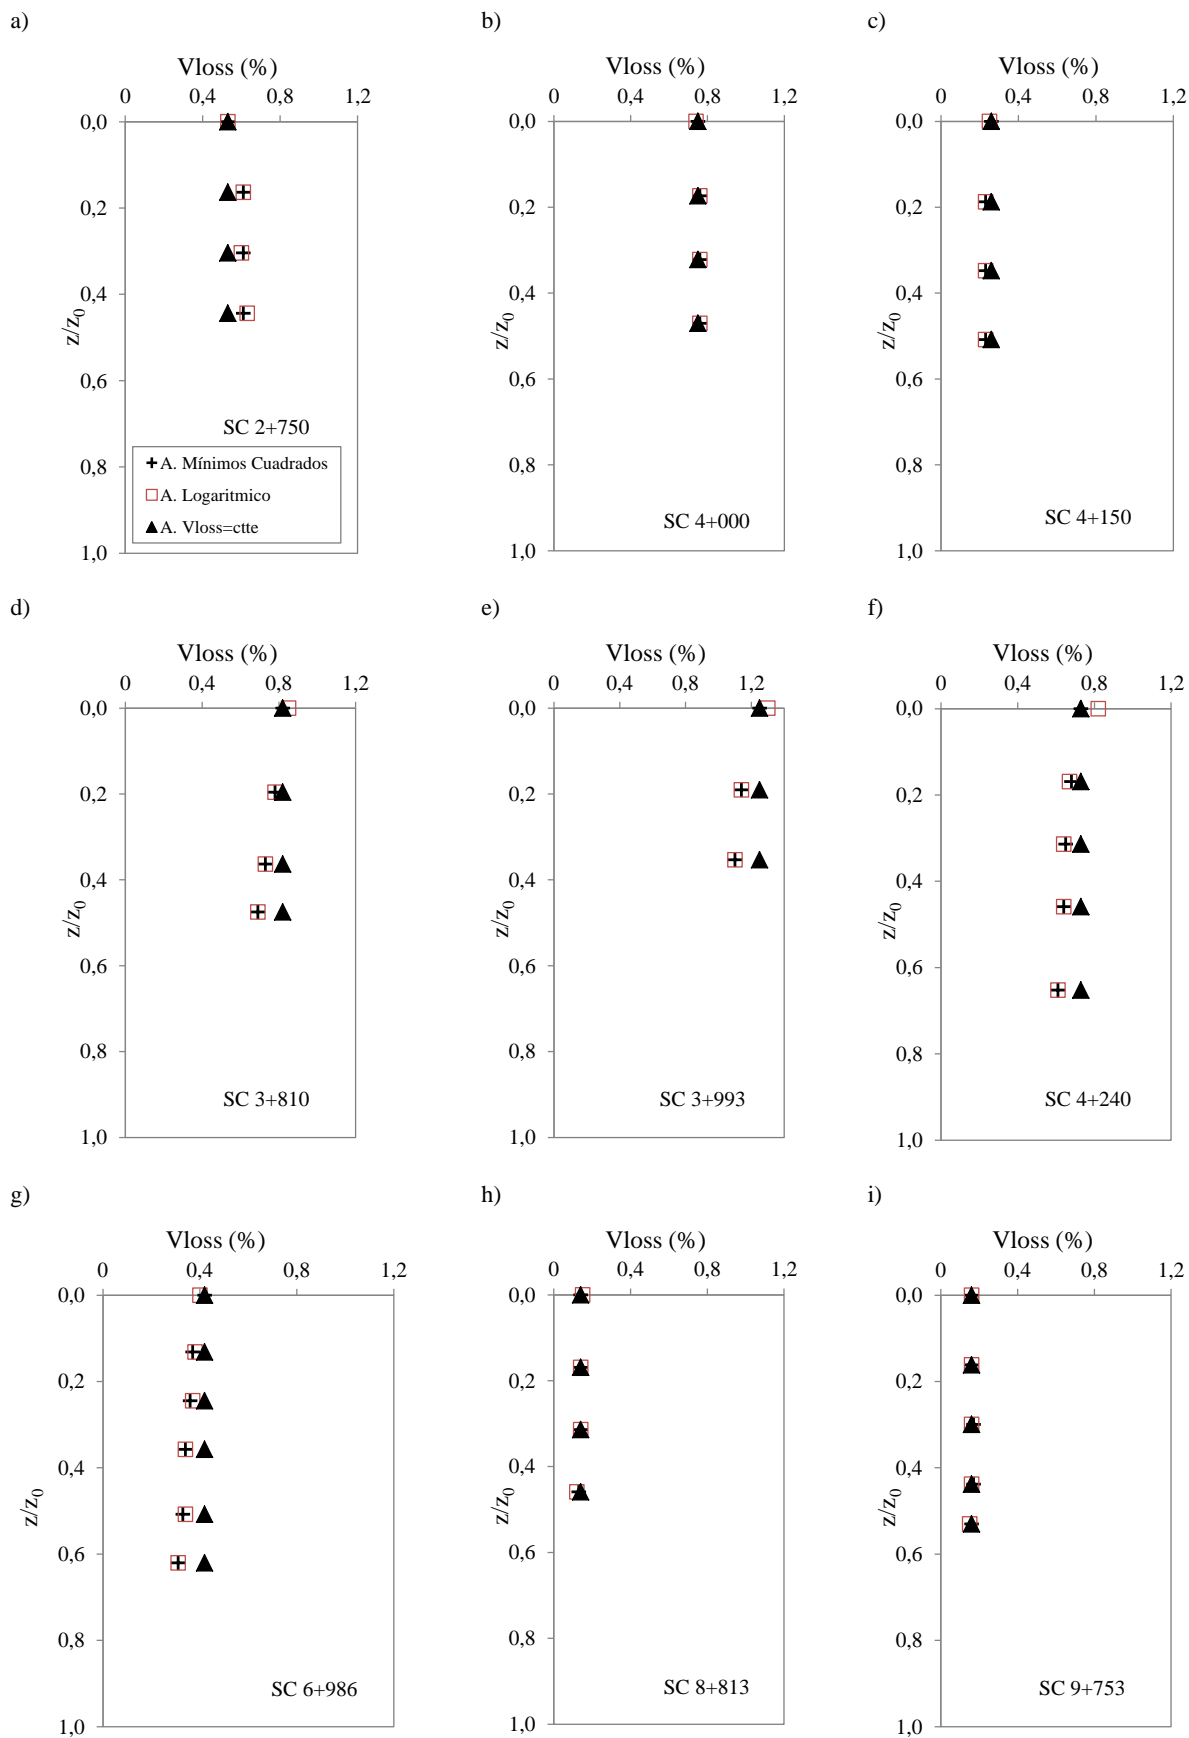 a)
Vloss (%)
0 0,4 0,8 1,2
0,0
0,2
0,4
0,6
0,8
1,0
z/z0
SC 2+750
A. Mínimos Cuadrados
A. Logaritmico
A. Vloss=ctte
b)
Vloss (%)
0 0,4 0,8 1,2
0,0
0,2
0,4
0,6
0,8
1,0
z/z0
SC 4+000
c)
Vloss (%)
0 0,4 0,8 1,2
0,0
0,2
0,4
0,6
0,8
1,0
z/z0
SC 4+150
d)
Vloss (%)
0 0,4 0,8 1,2
0,0
0,2
0,4
0,6
0,8
1,0
z/z0
SC 3+810
e)
Vloss (%)
0 0,4 0,8 1,2
0,0
0,2
0,4
0,6
0,8
1,0
z/z0
SC 3+993
f)
Vloss (%)
0 0,4 0,8 1,2
0,0
0,2
0,4
0,6
0,8
1,0
z/z0
SC 4+240
g)
Vloss (%)
0 0,4 0,8 1,2
0,0
0,2
0,4
0,6
0,8
1,0
z/z0
SC 6+986
h)
Vloss (%)
0 0,4 0,8 1,2
0,0
0,2
0,4
0,6
0,8
1,0
z/z0
SC 8+813
i)
Vloss (%)
0 0,4 0,8 1,2
0,0
0,2
0,4
0,6
0,8
1,0
z/z0
SC 9+753